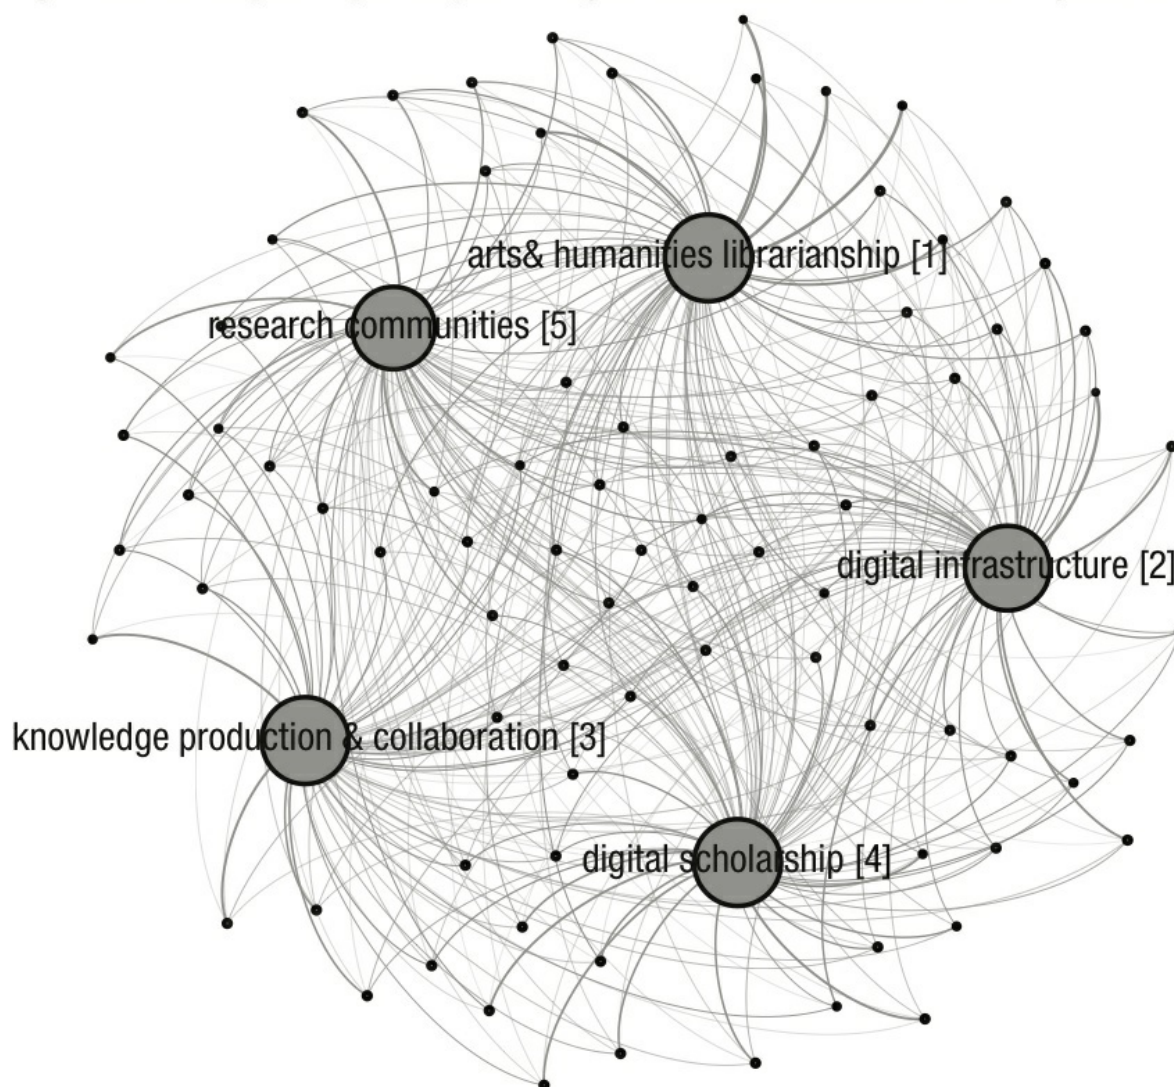 arts& humanities librarianship [1]
research communities [5]
digital infrastructure [2]
knowledge production & collaboration [3]
digital scholarship [4]